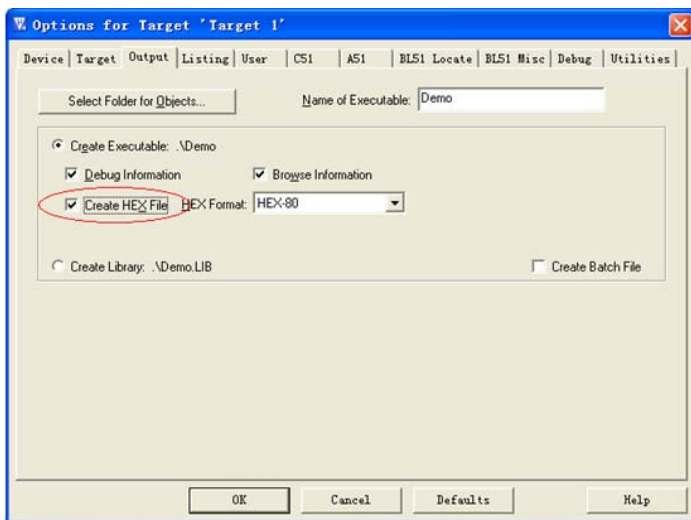 Options for Target 'Target 1'
Device Target Output Listing User C51 A51 BL51 Locate BL51 Misc Debug Utilities
Select Folder for Objects... Name of Executable: Demo
Create Executable: .\Demo
Debug Information Browse Information
Create HEX File HEX Format: HEX-80
Create Library: .\Demo.LIB Create Batch File
OK Cancel Defaults Help